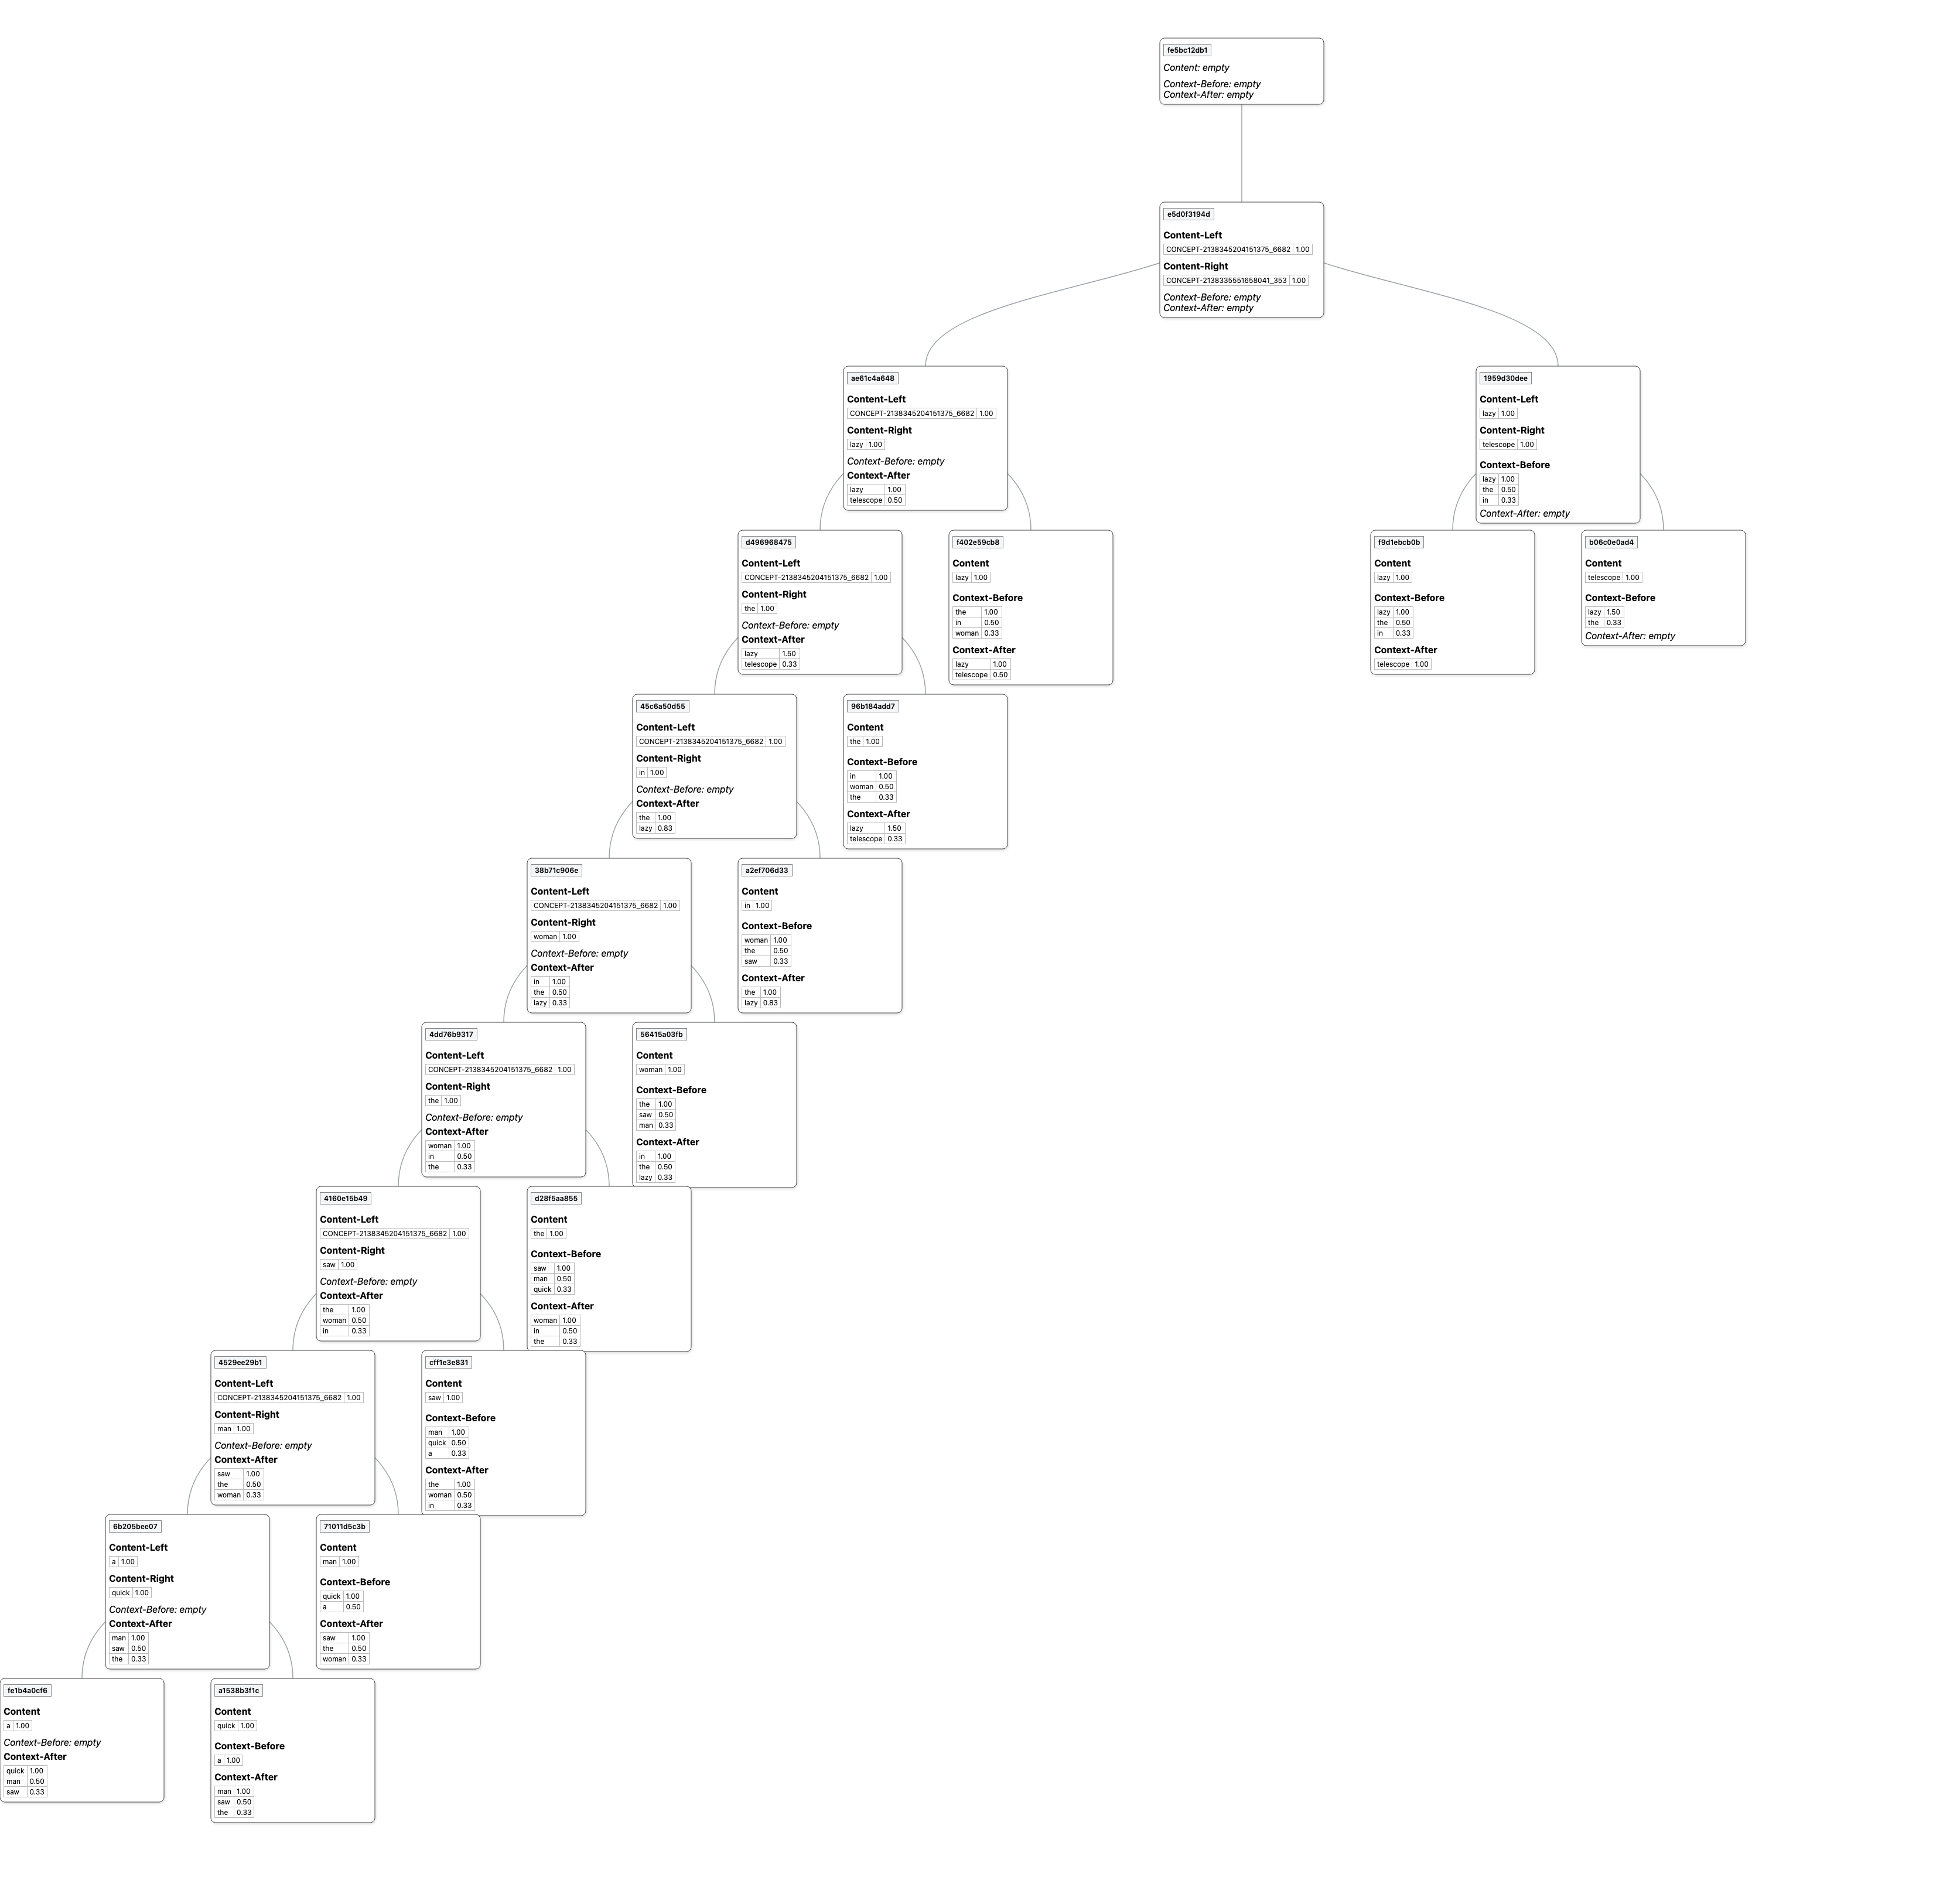 fe5bc12db1
Content: empty
Context-Before: empty
Context-After: empty
e5d0f3194d
Content-Left
CONCEPT-2138345204151375_6682 1.00
Content-Right
CONCEPT-2138335551658041_353 1.00
Context-Before: empty
Context-After: empty
ae61c4a648
Content-Left
CONCEPT-2138345204151375_6682 1.00
Content-Right
lazy 1.00
Context-Before: empty
Context-After
lazy 1.00
telescope 0.50
1959d30dee
Content-Left
lazy 1.00
Content-Right
telescope 1.00
Context-Before
lazy 1.00
the 0.50
in 0.33
Context-After: empty
d496968475
Content-Left
CONCEPT-2138345204151375_6682 1.00
Content-Right
the 1.00
Context-Before: empty
Context-After
lazy 1.50
telescope 0.33
f402e59cb8
Content
lazy 1.00
Context-Before
the 1.00
in 0.50
woman 0.33
Context-After
lazy 1.00
telescope 0.50
f9d1ebcb0b
Content
lazy 1.00
Context-Before
lazy 1.00
the 0.50
in 0.33
Context-After
telescope 1.00
b06c0e0ad4
Content
telescope 1.00
Context-Before
lazy 1.50
the 0.33
Context-After: empty
45c6a50d55
Content-Left
CONCEPT-2138345204151375_6682 1.00
Content-Right
in 1.00
Context-Before: empty
Context-After
the 1.00
lazy 0.83
96b184add7
Content
the 1.00
Context-Before
in 1.00
woman 0.50
the 0.33
Context-After
lazy 1.50
telescope 0.33
38b71c906e
Content-Left
CONCEPT-2138345204151375_6682 1.00
Content-Right
woman 1.00
Context-Before: empty
Context-After
in 1.00
the 0.50
lazy 0.33
a2ef706d33
Content
in 1.00
Context-Before
woman 1.00
the 0.50
saw 0.33
Context-After
the 1.00
lazy 0.83
4dd76b9317
Content-Left
CONCEPT-2138345204151375_6682 1.00
Content-Right
the 1.00
Context-Before: empty
Context-After
woman 1.00
in 0.50
the 0.33
56415a03fb
Content
woman 1.00
Context-Before
the 1.00
saw 0.50
man 0.33
Context-After
in 1.00
the 0.50
lazy 0.33
4160e15b49
Content-Left
CONCEPT-2138345204151375_6682 1.00
Content-Right
saw 1.00
Context-Before: empty
Context-After
the 1.00
woman 0.50
in 0.33
d28f5aa855
Content
the 1.00
Context-Before
saw 1.00
man 0.50
quick 0.33
Context-After
woman 1.00
in 0.50
the 0.33
4529ee29b1
Content-Left
CONCEPT-2138345204151375_6682 1.00
Content-Right
man 1.00
Context-Before: empty
Context-After
saw 1.00
the 0.50
woman 0.33
cff1e3e831
Content
saw 1.00
Context-Before
man 1.00
quick 0.50
a 0.33
Context-After
the 1.00
woman 0.50
in 0.33
6b205bee07
Content-Left
a 1.00
Content-Right
quick 1.00
Context-Before: empty
Context-After
man 1.00
saw 0.50
the 0.33
71011d5c3b
Content
man 1.00
Context-Before
quick 1.00
a 0.50
Context-After
saw 1.00
the 0.50
woman 0.33
fe1b4a0cf6
Content
a 1.00
Context-Before: empty
Context-After
quick 1.00
man 0.50
saw 0.33
a1538b3f1c
Content
quick 1.00
Context-Before
a 1.00
Context-After
man 1.00
saw 0.50
the 0.33